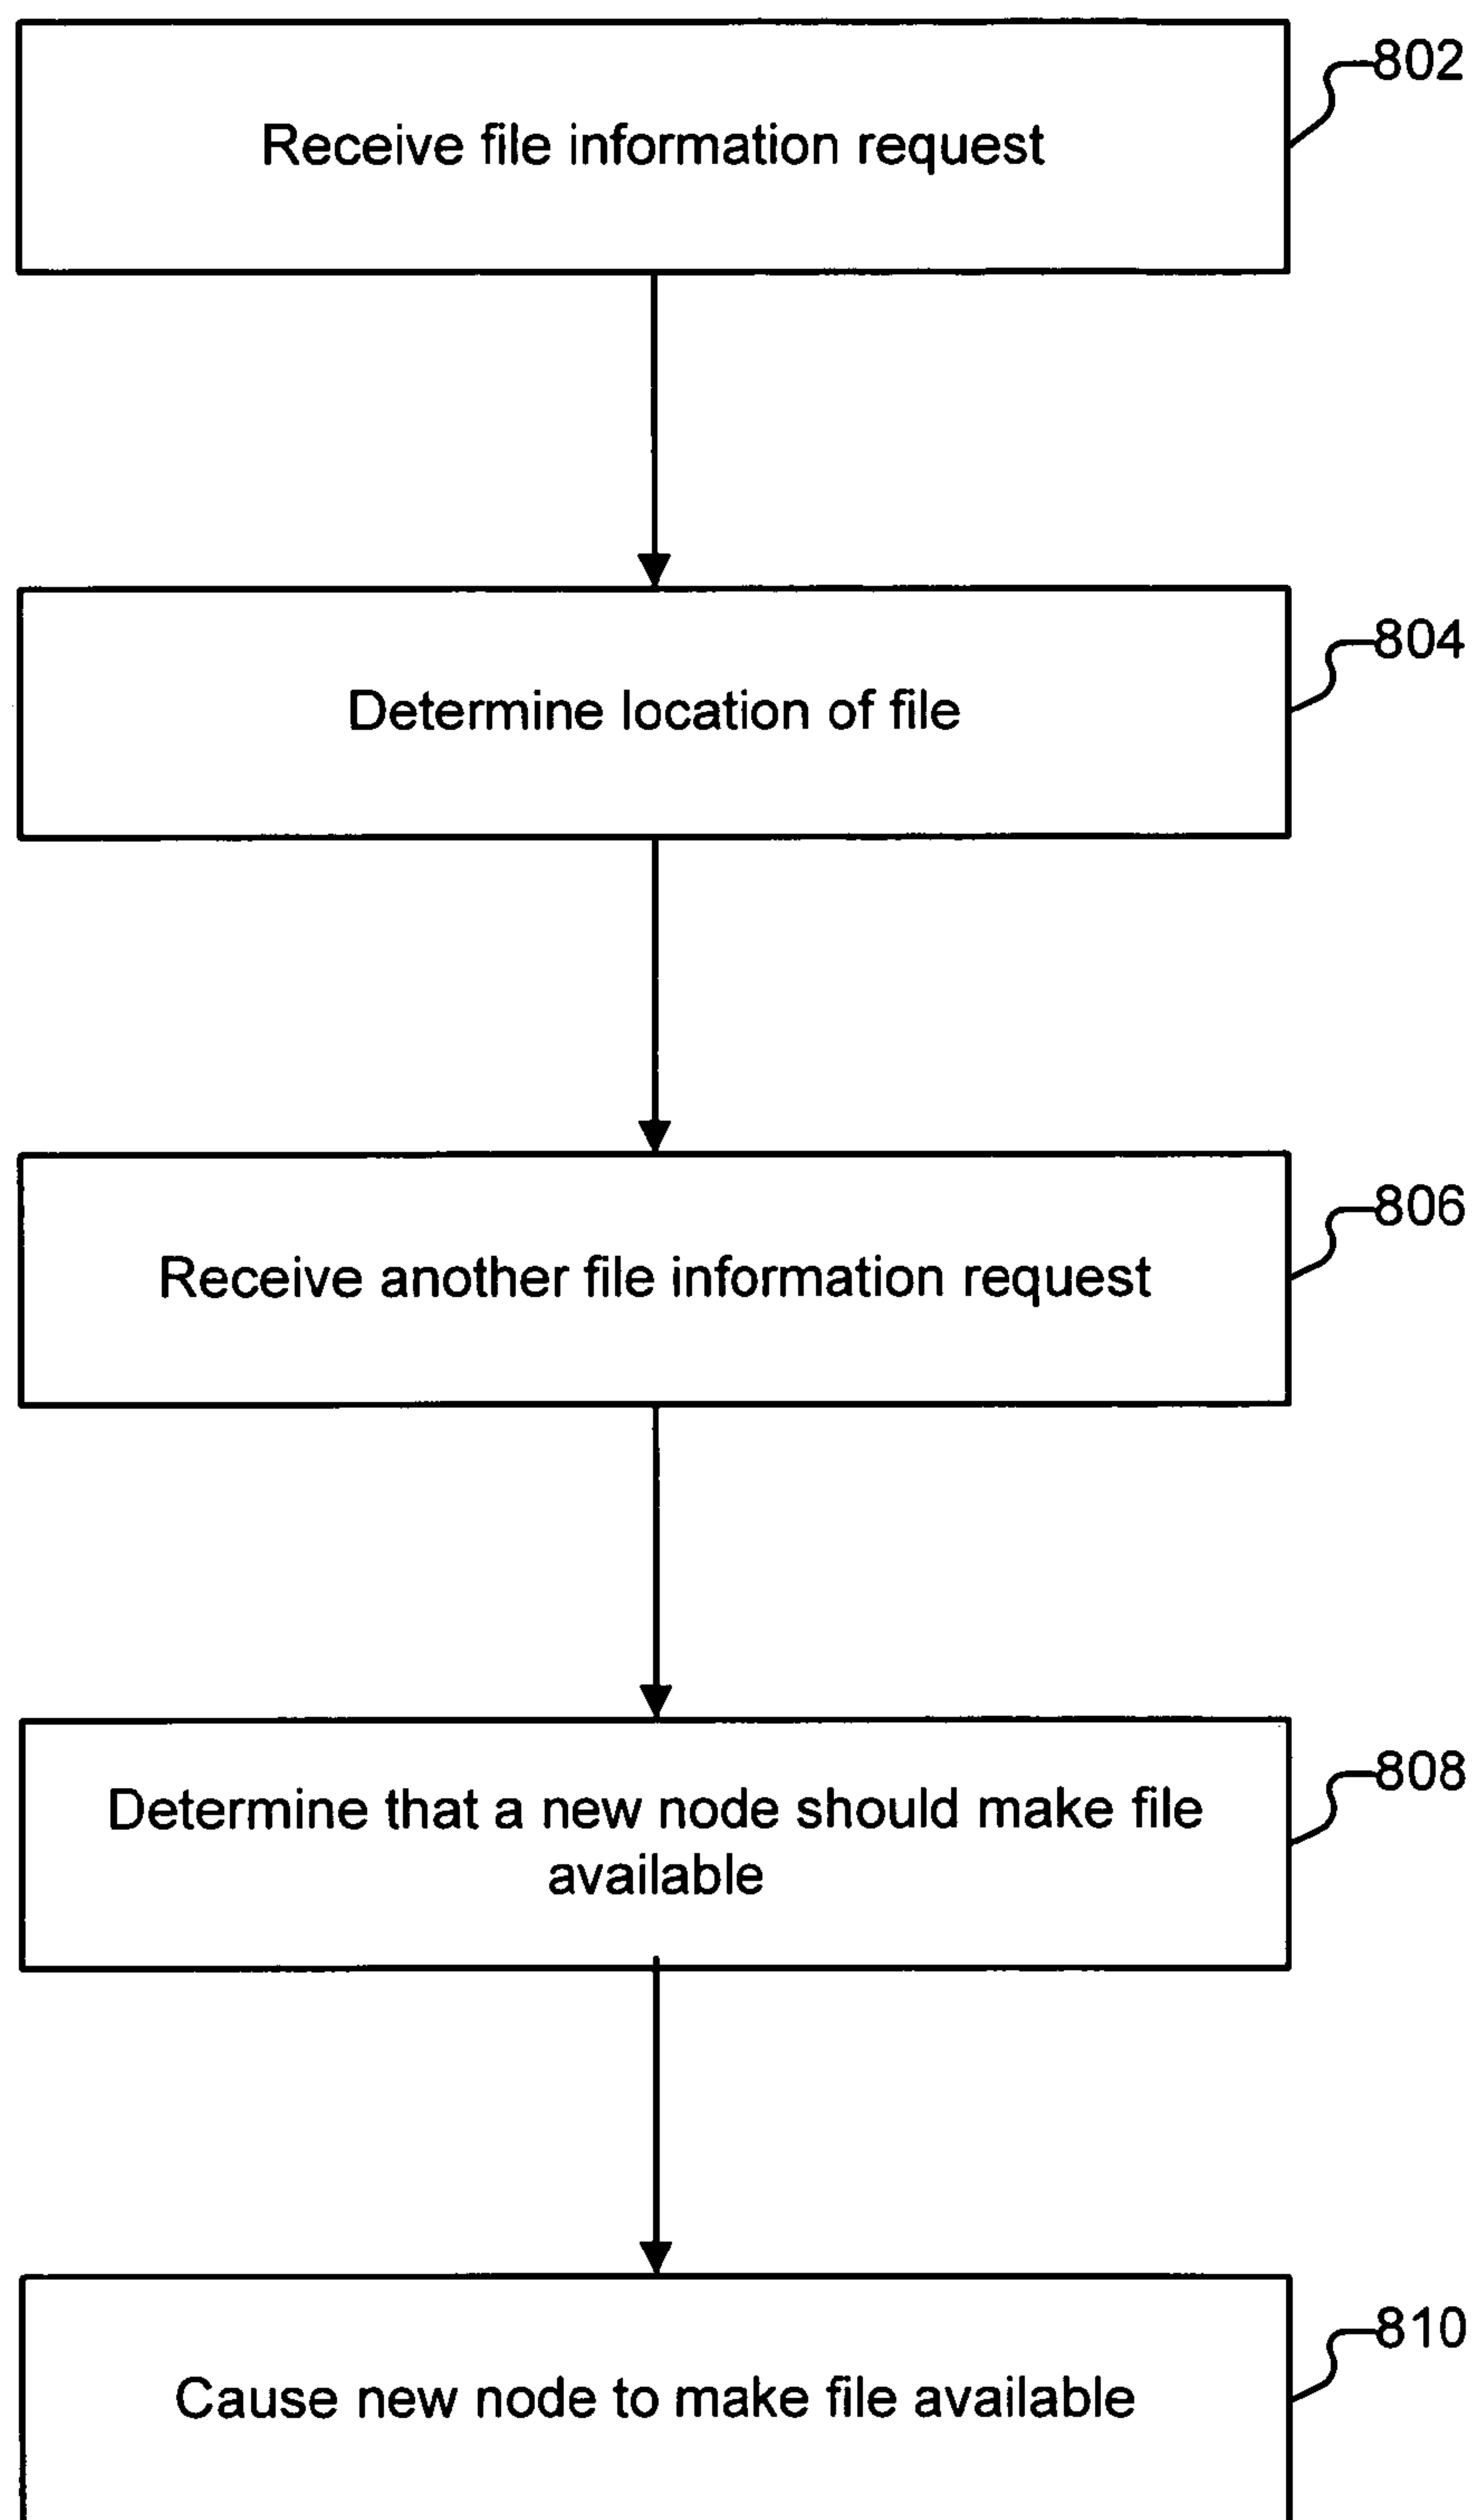 802
Receive file information request
804
Determine location of file
806
Receive another file information request
808
Determine that a new node should make file
available
810
Cause new node to make file available